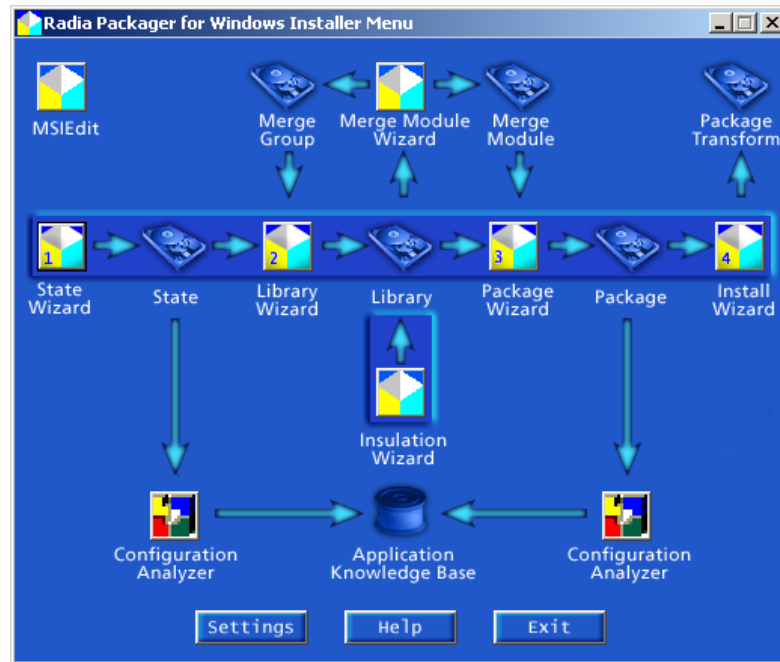 Radia Packager for Windows Installer Menu
MSIEdit
Merge
Group
Merge Module
Wizard
Merge
Module
Package
Transform
1
2
3
4
State
Wizard
State
Library
Wizard
Library
Package
Wizard
Package
Install
Wizard
Insulation
Wizard
Configuration
Analyzer
Application
Knowledge Base
Configuration
Analyzer
Settings
Help
Exit